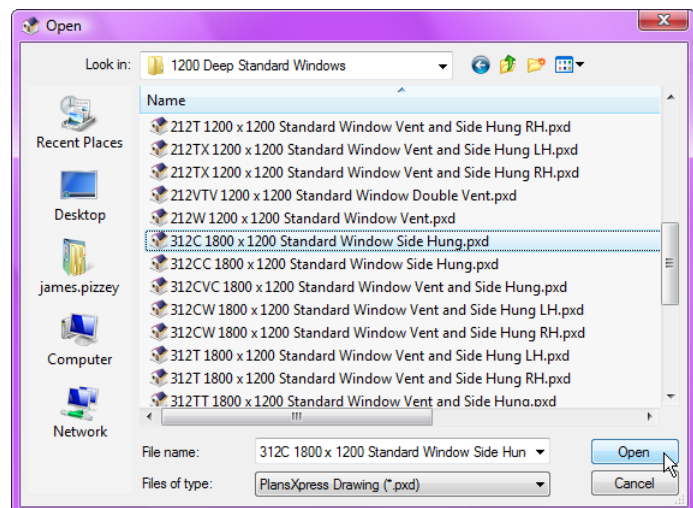 Open
Look in: 1200 Deep Standard Windows
Name
Recent Places
Desktop
james.pizzey
Computer
Network
212T 1200 x 1200 Standard Window Vent and Side Hung RH.pxd
212TX 1200 x 1200 Standard Window Vent and Side Hung LH.pxd
212TX 1200 x 1200 Standard Window Vent and Side Hung RH.pxd
212VTV 1200 x 1200 Standard Window Double Vent.pxd
212W 1200 x 1200 Standard Window Vent.pxd
312C 1800 x 1200 Standard Window Side Hung.pxd
312CC 1800 x 1200 Standard Window Side Hung.pxd
312CVC 1800 x 1200 Standard Window Vent and Side Hung.pxd
312CW 1800 x 1200 Standard Window Vent and Side Hung LH.pxd
312CW 1800 x 1200 Standard Window Vent and Side Hung RH.pxd
312T 1800 x 1200 Standard Window Vent and Side Hung LH.pxd
312T 1800 x 1200 Standard Window Vent and Side Hung RH.pxd
312TT 1800 x 1200 Standard Window Vent and Side Hung.pxd
File name: 312C 1800 x 1200 Standard Window Side Hun Open
Files of type: PlansXpress Drawing (*.pxd) Cancel